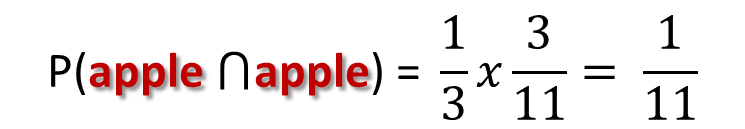 P(apple ∩ apple) = 1/3 x 3/11 = 1/11